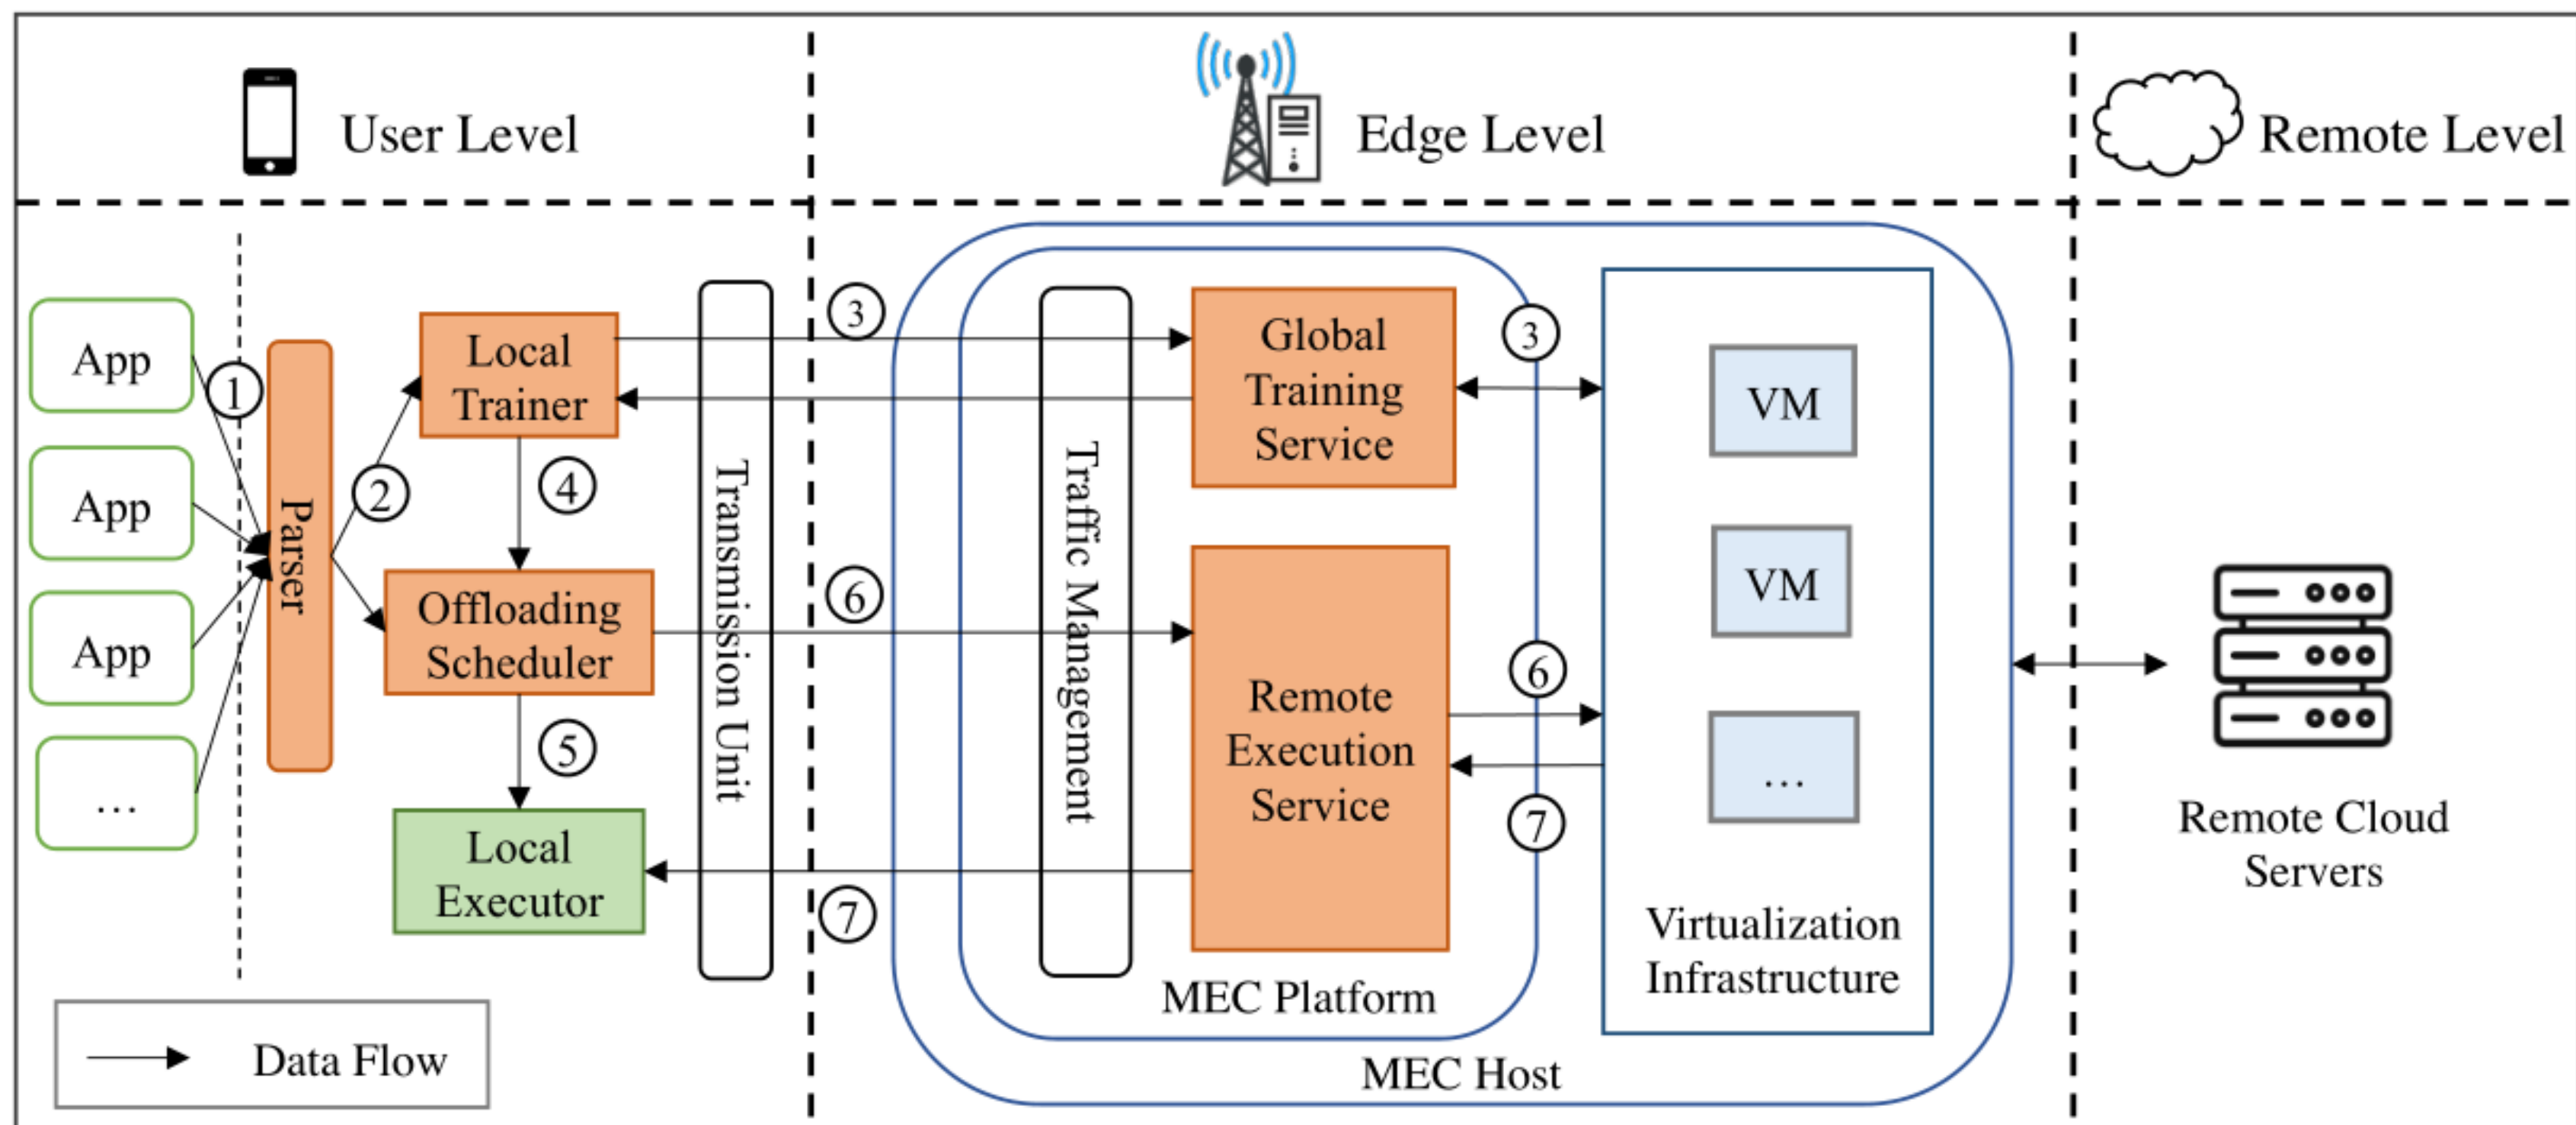 User Level
Edge Level
Remote Level
App
App
App
...
1
Parser
2
Local
Trainer
4
Offloading
Scheduler
5
Local
Executor
Transmission Unit
3
6
7
Traffic Management
Global
Training
Service
Remote
Execution
Service
MEC Platform
MEC Host
3
6
7
VM
VM
...
Virtualization
Infrastructure
Remote Cloud
Servers
Data Flow